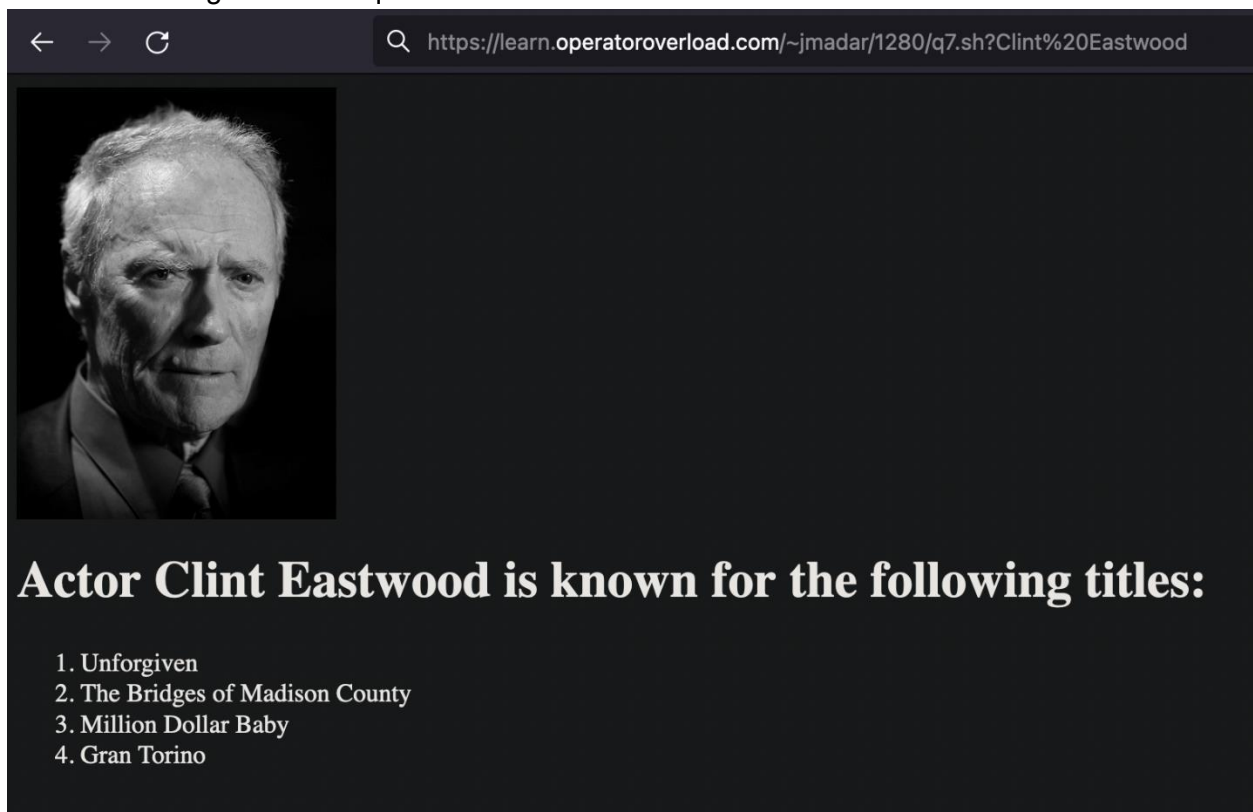 https://learn.operatoroverload.com/~jmadar/1280/q7.sh?Clint%20Eastwood
Actor Clint Eastwood is known for the following titles:
1. Unforgiven
2. The Bridges of Madison County
3. Million Dollar Baby
4. Gran Torino